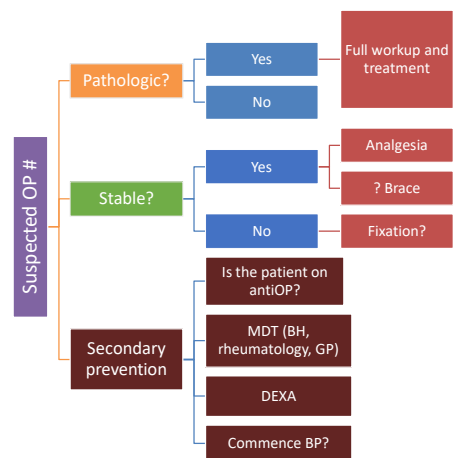 Suspected OP #
Pathologic?
Yes
Full workup and
treatment
No
Stable?
Yes
Analgesia
? Brace
No
Fixation?
Secondary
prevention
Is the patient on
antiOP?
MDT (BH,
rheumatology, GP)
DEXA
Commence BP?